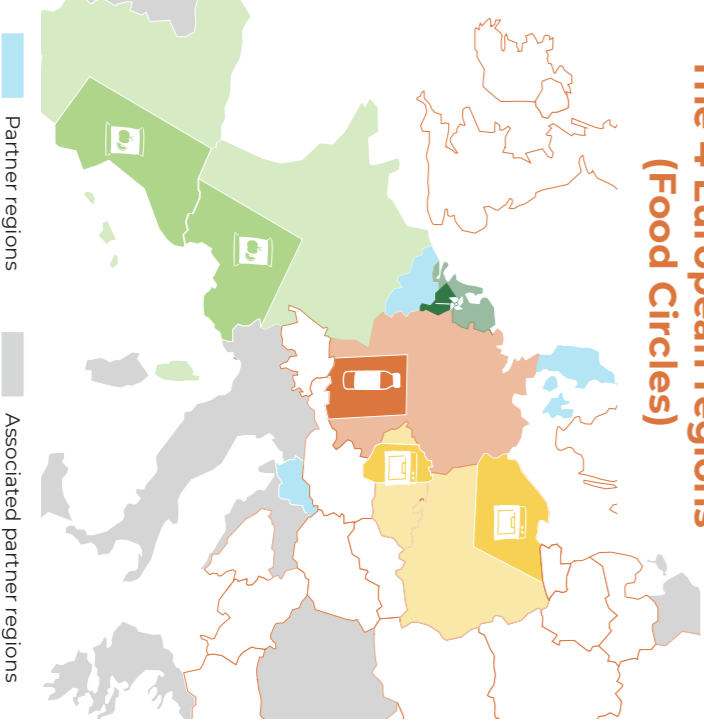 The 4 European regions
(Food Circles)
Partner regions
Associated partner regions